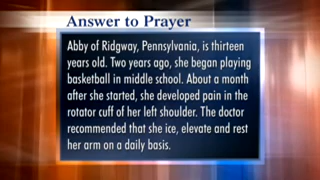 Answer to Prayer
Abby of Ridgway, Pennsylvania, is thirteen
years old. Two years ago, she began playing
basketball in middle school. About a month
after she started, she developed pain in the
rotator cuff of her left shoulder. The doctor
recommended that she ice, elevate and rest
her arm on a daily basis.